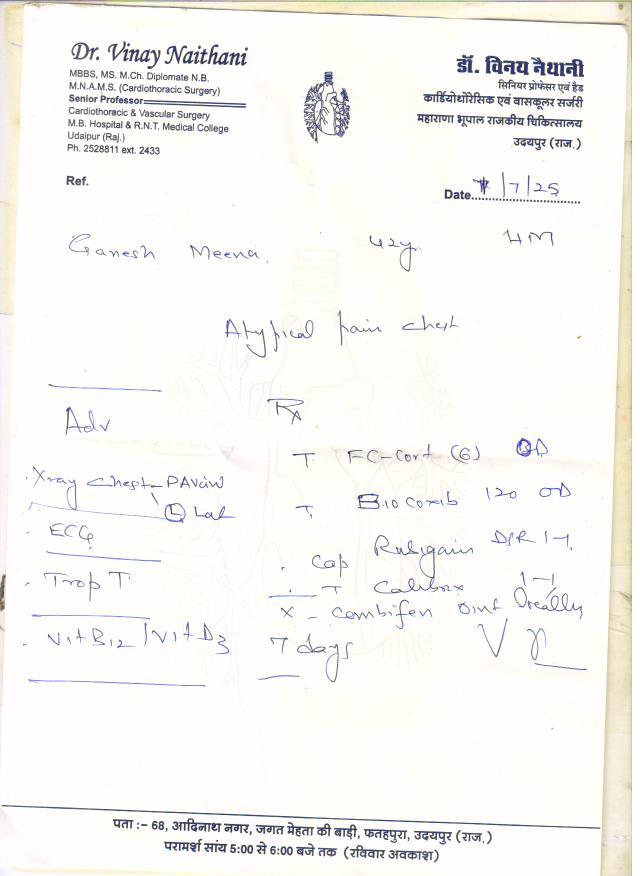 Dr. Vinay Naithani
MBBS, MS. M.Ch. Diplomate N.B.
M.N.A.M.S. (Cardiothoracic Surgery)
Senior Professor
Cardiothoracic & Vascular Surgery
M.B. Hospital & R.N.T. Medical College
Udaipur (Raj.)
Ph. 2528811 ext. 2433
डॉ. विनय नैथानी
सिनियर प्रोफेसर एवं हैड
कार्डियोथोरेसिक एवं वासकूलर सर्जरी
महाराणा भूपाल राजकीय चिकित्सालय
उदयपुर (राज.)
Ref.
Date /7/25
Ganesh Meena. 42y HM
Atypical pain chest
Adv
Xray chest PA view
(L) Lat
ECG
Trop T
Vit B12 / Vit D3
Rx
T FC-Cort (6) OD
T. Biocoxib 120 OD
Cap DSR 1-1
T 1-1
x - Combifen oint locally
7 days
पता :– 68, आदिनाथ नगर, जगत मेहता की बाड़ी, फतहपुरा, उदयपुर (राज.)
परामर्श सांय 5:00 से 6:00 बजे तक (रविवार अवकाश)